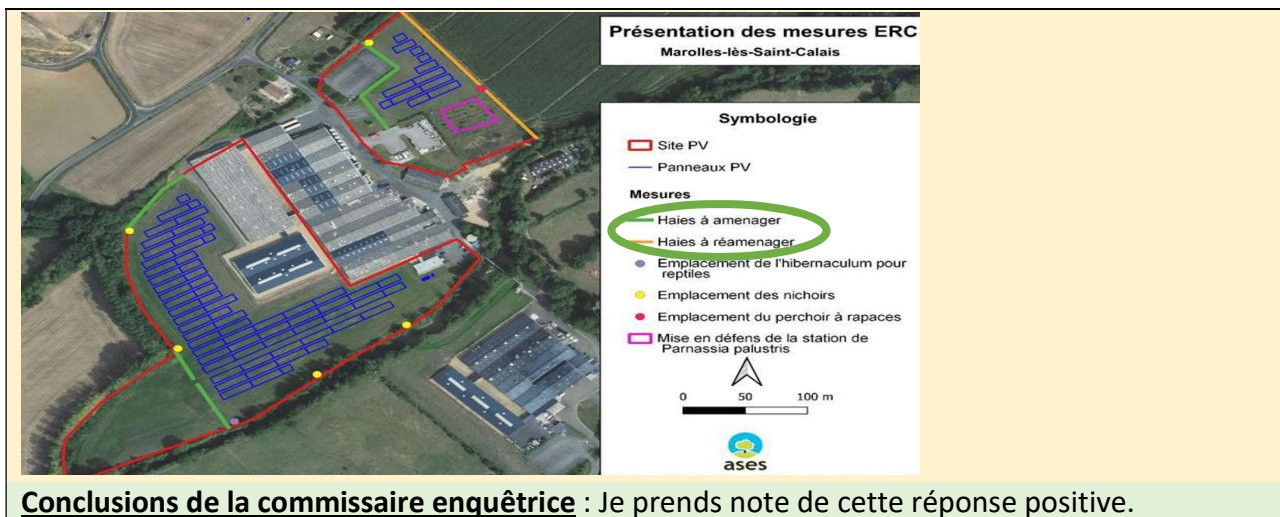 Présentation des mesures ERC
Marolles-lès-Saint-Calais
Symbologie
Site PV
Panneaux PV
Mesures
Haies à amenager
Haies à réamenager
Emplacement de l'hibernaculum pour
reptiles
Emplacement des nichoirs
Emplacement du perchoir à rapaces
Mise en défens de la station de
Parnassia palustris
0 50 100 m
ases
Conclusions de la commissaire enquêtrice : Je prends note de cette réponse positive.